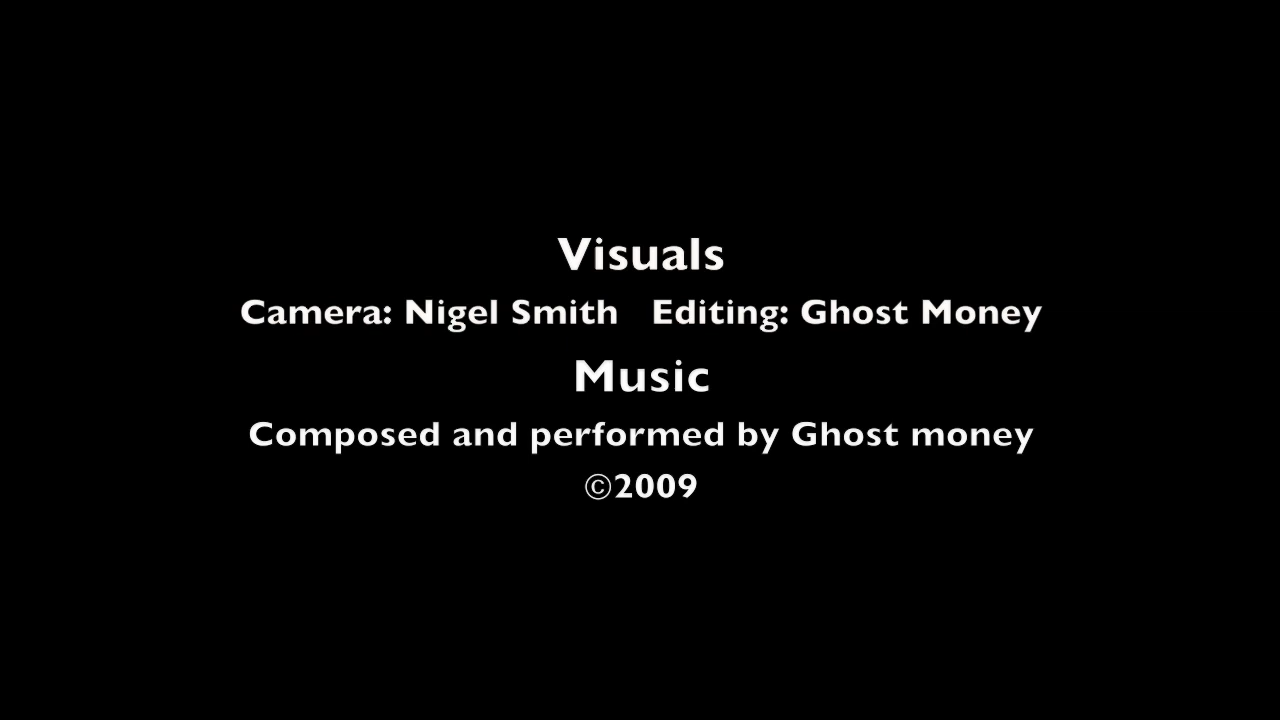 Visuals
Camera: Nigel Smith   Editing: Ghost Money
Music
Composed and performed by Ghost money
©2009